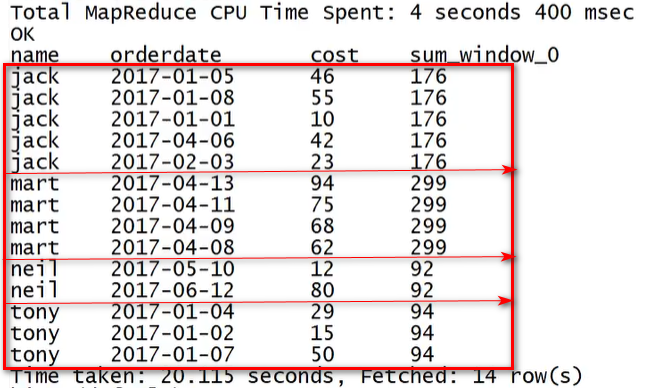 Total MapReduce CPU Time Spent: 4 seconds 400 msec
OK
name orderdate cost sum_window_0
jack 2017-01-05 46 176
jack 2017-01-08 55 176
jack 2017-01-01 10 176
jack 2017-04-06 42 176
jack 2017-02-03 23 176
mart 2017-04-13 94 299
mart 2017-04-11 75 299
mart 2017-04-09 68 299
mart 2017-04-08 62 299
neil 2017-05-10 12 92
neil 2017-06-12 80 92
tony 2017-01-04 29 94
tony 2017-01-02 15 94
tony 2017-01-07 50 94
Time taken: 20.115 seconds, Fetched: 14 row(s)